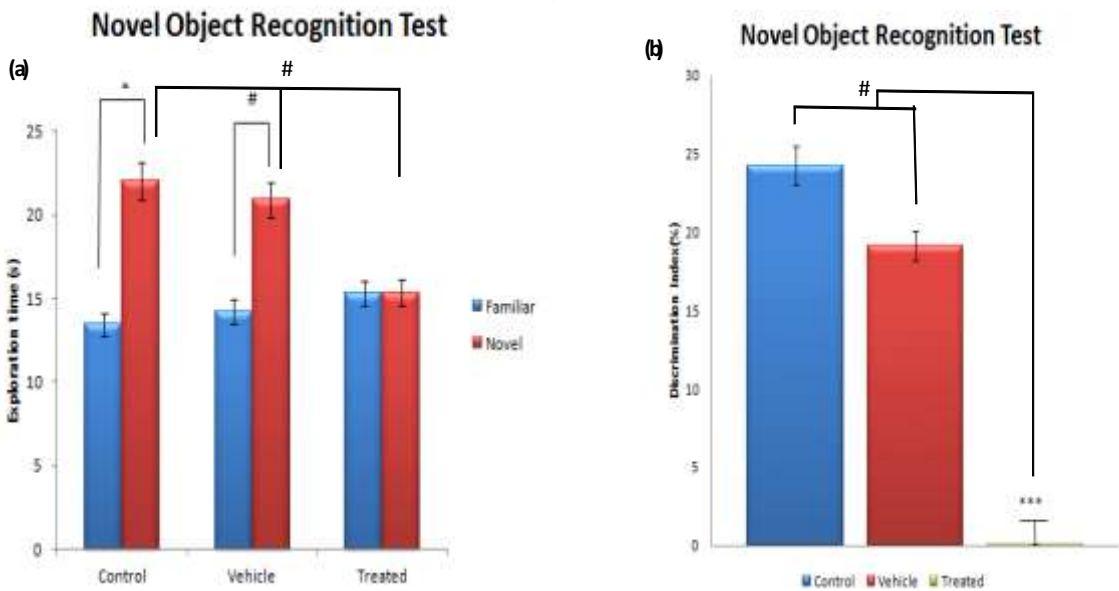 Novel Object Recognition Test
(a)
#
*
#
25
20
15
10
5
0
Exploration time (s)
Control
Vehicle
Treated
Familiar
Novel
Novel Object Recognition Test
(b)
30
#
25
20
15
10
5
0
Discrimination Index(%)
***
Control Vehicle Treated